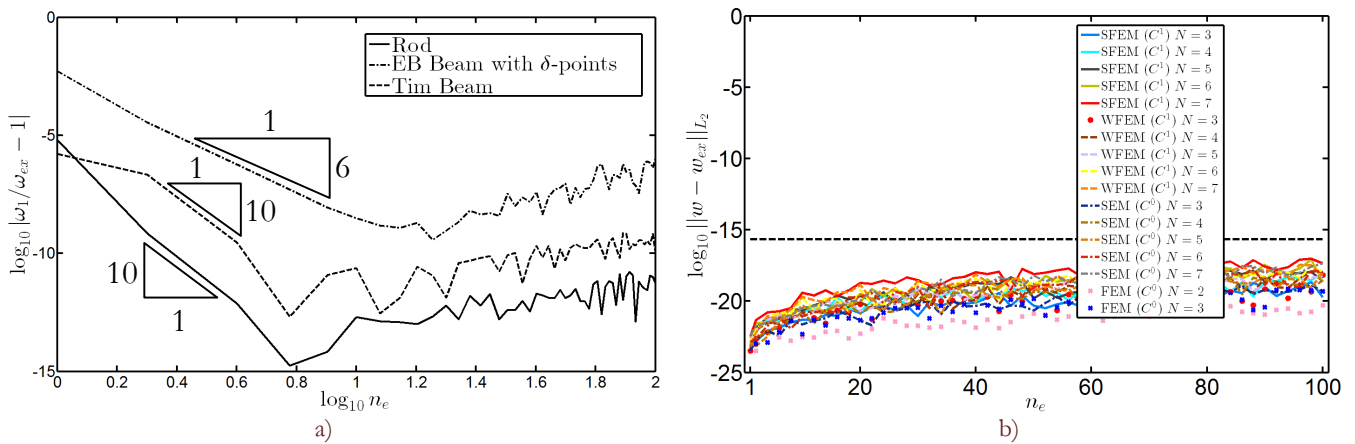 0
-5
-10
-15
log₁₀ |ω₁/ω_ex − 1|
Rod
EB Beam with δ-points
Tim Beam
1
6
1
10
10
1
0 0.2 0.4 0.6 0.8 1 1.2 1.4 1.6 1.8 2
log₁₀ nₑ
a)
0
-5
-10
-15
-20
-25
log₁₀ ||w − w_ex||_L₂
SFEM (C¹) N = 3
SFEM (C¹) N = 4
SFEM (C¹) N = 5
SFEM (C¹) N = 6
SFEM (C¹) N = 7
WFEM (C¹) N = 3
WFEM (C¹) N = 4
WFEM (C¹) N = 5
WFEM (C¹) N = 6
WFEM (C¹) N = 7
SEM (C⁰) N = 3
SEM (C⁰) N = 4
SEM (C⁰) N = 5
SEM (C⁰) N = 6
SEM (C⁰) N = 7
FEM (C⁰) N = 2
FEM (C⁰) N = 3
1 20 40 60 80 100
nₑ
b)